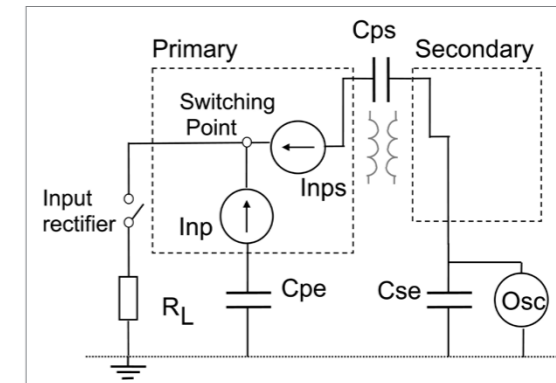 Cps
Primary
Secondary
Switching
Point
Inps
Input
rectifier
Inp
Cpe
Cse
Osc
RL